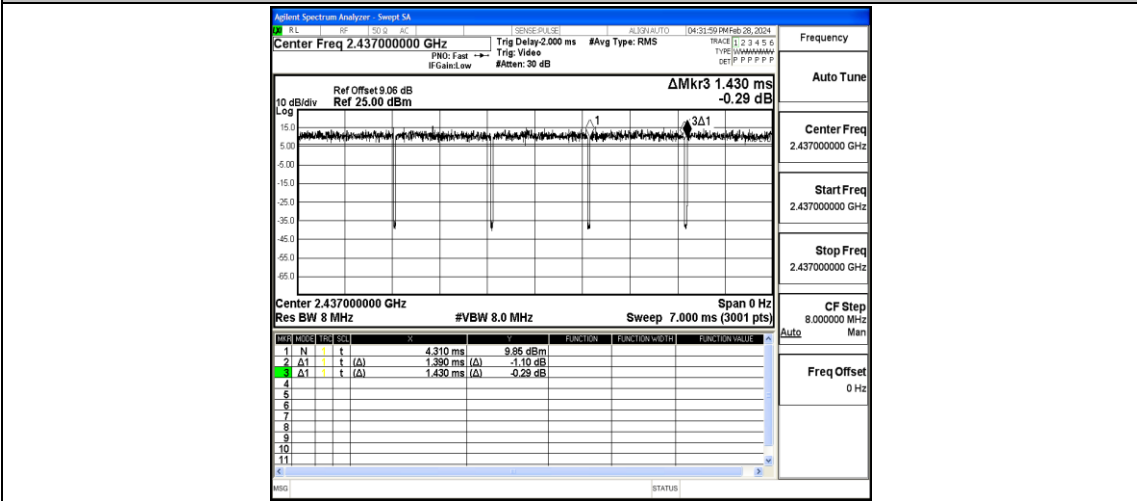 Agilent Spectrum Analyzer - Swept SA
RL RF 50 Ω AC SENSE:PULSE ALIGN AUTO 04:31:59 PM Feb 28, 2024
Center Freq 2.437000000 GHz
PNO: Fast
IFGain:Low
Trig Delay-2.000 ms
Trig: Video
#Atten: 30 dB
#Avg Type: RMS
TRACE 1 2 3 4 5 6
TYPE
DET P P P P P P
Ref Offset 9.06 dB
10 dB/div Ref 25.00 dBm
Log
ΔMkr3 1.430 ms
-0.29 dB
1
3Δ1
15.0
5.00
-5.00
-15.0
-25.0
-35.0
-45.0
-55.0
-65.0
Center 2.437000000 GHz Span 0 Hz
Res BW 8 MHz #VBW 8.0 MHz Sweep 7.000 ms (3001 pts)
MKR MODE TRC SCL X Y FUNCTION FUNCTION WIDTH FUNCTION VALUE
1 N 1 t 4.310 ms 9.85 dBm
2 Δ1 1 t (Δ) 1.390 ms (Δ) -1.10 dB
3 Δ1 1 t (Δ) 1.430 ms (Δ) -0.29 dB
4
5
6
7
8
9
10
11
MSG STATUS
Frequency
Auto Tune
Center Freq
2.437000000 GHz
Start Freq
2.437000000 GHz
Stop Freq
2.437000000 GHz
CF Step
8.000000 MHz
Auto Man
Freq Offset
0 Hz